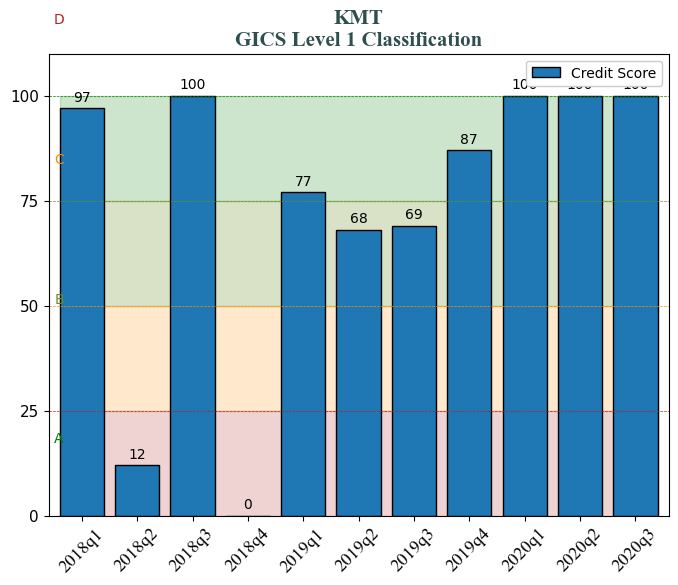 D
KMT
GICS Level 1 Classification
Credit Score
100
97
100
100
100
100
87
C
77
75
69
68
50
B
25
A
12
0
0
2018q1
2018q2
2018q3
2018q4
2019q1
2019q2
2019q3
2019q4
2020q1
2020q2
2020q3